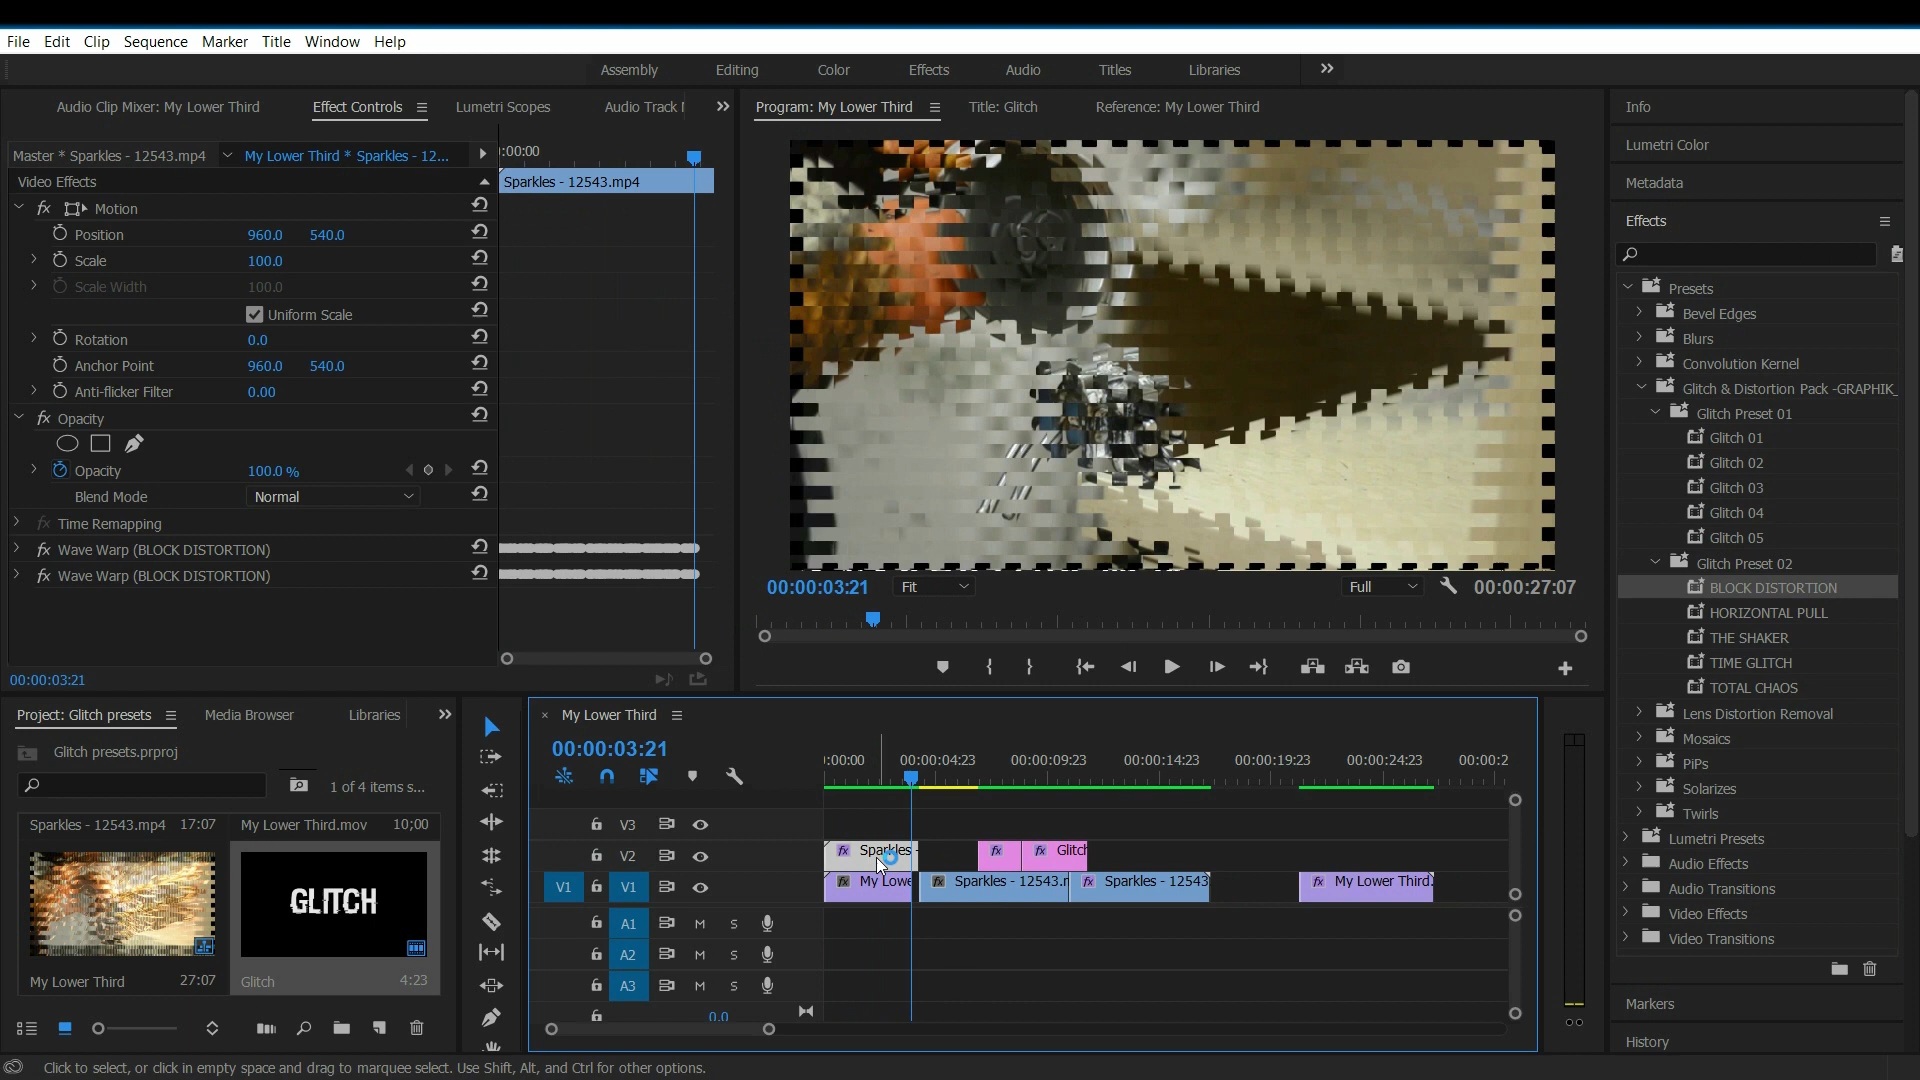 File Edit Clip Sequence Marker Title Window Help
Assembly Editing Color Effects Audio Titles Libraries
Audio Clip Mixer: My Lower Third Effect Controls Lumetri Scopes Audio Track
Master * Sparkles - 12543.mp4 My Lower Third * Sparkles - 12...
:00:00
Video Effects
Sparkles - 12543.mp4
fx Motion
Position 960.0 540.0
Scale 100.0
Scale Width 100.0
Uniform Scale
Rotation 0.0
Anchor Point 960.0 540.0
Anti-flicker Filter 0.00
fx Opacity
Opacity 100.0 %
Blend Mode Normal
fx Time Remapping
fx Wave Warp (BLOCK DISTORTION)
fx Wave Warp (BLOCK DISTORTION)
00:00:03:21
Program: My Lower Third Title: Glitch Reference: My Lower Third
00:00:03:21 Fit Full 00:00:27:07
Info
Lumetri Color
Metadata
Effects
Presets
Bevel Edges
Blurs
Convolution Kernel
Glitch & Distortion Pack -GRAPHIK_
Glitch Preset 01
Glitch 01
Glitch 02
Glitch 03
Glitch 04
Glitch 05
Glitch Preset 02
BLOCK DISTORTION
HORIZONTAL PULL
THE SHAKER
TIME GLITCH
TOTAL CHAOS
Lens Distortion Removal
Mosaics
PiPs
Solarizes
Twirls
Lumetri Presets
Audio Effects
Audio Transitions
Video Effects
Video Transitions
Markers
History
Project: Glitch presets Media Browser Libraries
Glitch presets.prproj
1 of 4 items s...
Sparkles - 12543.mp4 17:07 My Lower Third.mov 10;00
GLITCH
My Lower Third 27:07 Glitch 4:23
× My Lower Third
00:00:03:21
:00:00 00:00:04:23 00:00:09:23 00:00:14:23 00:00:19:23 00:00:24:23 00:00:2
V3
V2 fx Sparkles - fx fx Glitch
V1 V1 fx My Lowe fx Sparkles - 12543.m fx Sparkles - 12543 fx My Lower Third.
A1 M S
A2 M S
A3 M S
0.0
Click to select, or click in empty space and drag to marquee select. Use Shift, Alt, and Ctrl for other options.